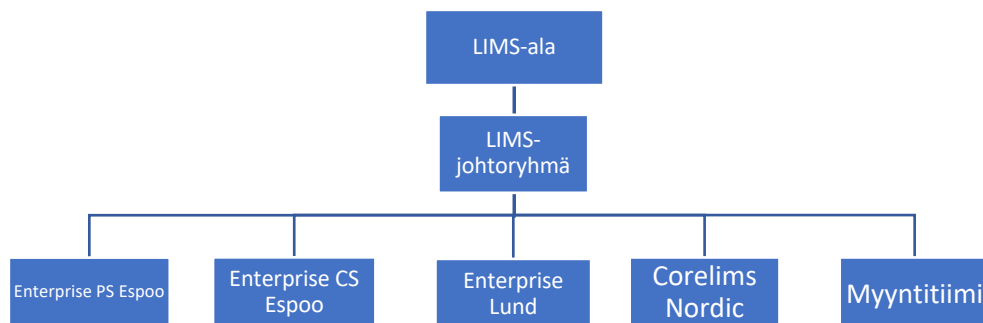 LIMS-ala
LIMS-
johtoryhmä
Enterprise PS Espoo
Enterprise CS
Espoo
Enterprise
Lund
Corelims
Nordic
Myyntitiimi